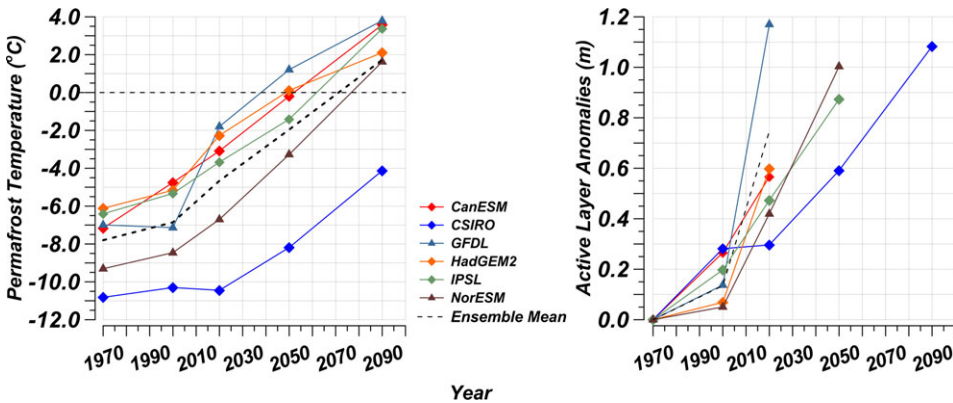 Permafrost Temperature (°C)
4.0
2.0
0.0
-2.0
-4.0
-6.0
-8.0
-10.0
-12.0
1970 1990 2010 2030 2050 2070 2090
CanESM
CSIRO
GFDL
HadGEM2
IPSL
NorESM
Ensemble Mean
Active Layer Anomalies (m)
1.2
1.0
0.8
0.6
0.4
0.2
0.0
1970 1990 2010 2030 2050 2070 2090
Year